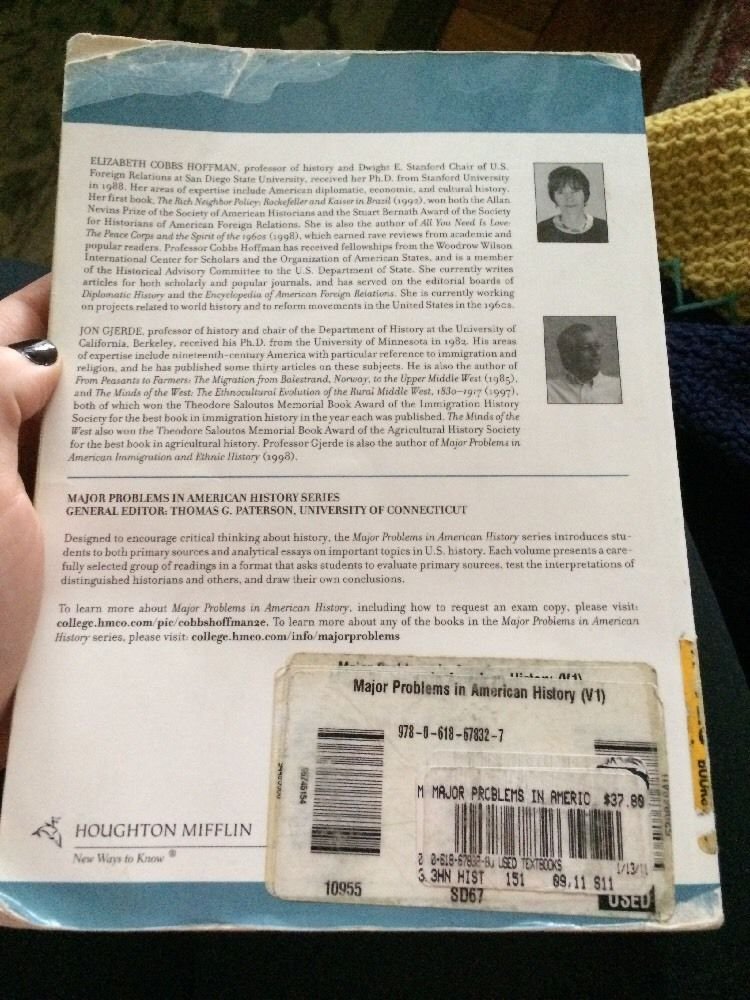 ELIZABETH COBBS HOFFMAN, professor of history and Dwight E. Stanford Chair of U.S.
Foreign Relations at San Diego State University, received her Ph.D. from Stanford University
in 1988. Her areas of expertise include American diplomatic, economic, and cultural history.
Her first book, The Rich Neighbor Policy: Rockefeller and Kaiser in Brazil (1992), won both the Allan
Nevins Prize of the Society of American Historians and the Stuart Bernath Award of the Society
for Historians of American Foreign Relations. She is also the author of All You Need Is Love:
The Peace Corps and the Spirit of the 1960s (1998), which earned rave reviews from academic and
popular readers. Professor Cobbs Hoffman has received fellowships from the Woodrow Wilson
International Center for Scholars and the Organization of American States, and is a member
of the Historical Advisory Committee to the U.S. Department of State. She currently writes
articles for both scholarly and popular journals, and has served on the editorial boards of
Diplomatic History and the Encyclopedia of American Foreign Relations. She is currently working
on projects related to world history and to reform movements in the United States in the 1960s.
JON GJERDE, professor of history and chair of the Department of History at the University of
California, Berkeley, received his Ph.D. from the University of Minnesota in 1982. His areas
of expertise include nineteenth-century America with particular reference to immigration and
religion, and he has published some thirty articles on these subjects. He is also the author of
From Peasants to Farmers: The Migration from Balestrand, Norway, to the Upper Middle West (1985),
and The Minds of the West: The Ethnocultural Evolution of the Rural Middle West, 1830–1917 (1997),
both of which won the Theodore Saloutos Memorial Book Award of the Immigration History
Society for the best book in immigration history in the year each was published. The Minds of the
West also won the Theodore Saloutos Memorial Book Award of the Agricultural History Society
for the best book in agricultural history. Professor Gjerde is also the author of Major Problems in
American Immigration and Ethnic History (1998).
MAJOR PROBLEMS IN AMERICAN HISTORY SERIES
GENERAL EDITOR: THOMAS G. PATERSON, UNIVERSITY OF CONNECTICUT
Designed to encourage critical thinking about history, the Major Problems in American History series introduces stu-
dents to both primary sources and analytical essays on important topics in U.S. history. Each volume presents a care-
fully selected group of readings in a format that asks students to evaluate primary sources, test the interpretations of
distinguished historians and others, and draw their own conclusions.
To learn more about Major Problems in American History, including how to request an exam copy, please visit:
college.hmco.com/pic/cobbshoffman2e. To learn more about any of the books in the Major Problems in American
History series, please visit: college.hmco.com/info/majorproblems
Major Problems in American History (V1)
978-0-618-67832-7
M MAJOR PROBLEMS IN AMERIC $37.80
USED TEXTBOOKS
3HN HIST 151 09,11 S11
10955
SD67
USED
HOUGHTON MIFFLIN
New Ways to Know ®